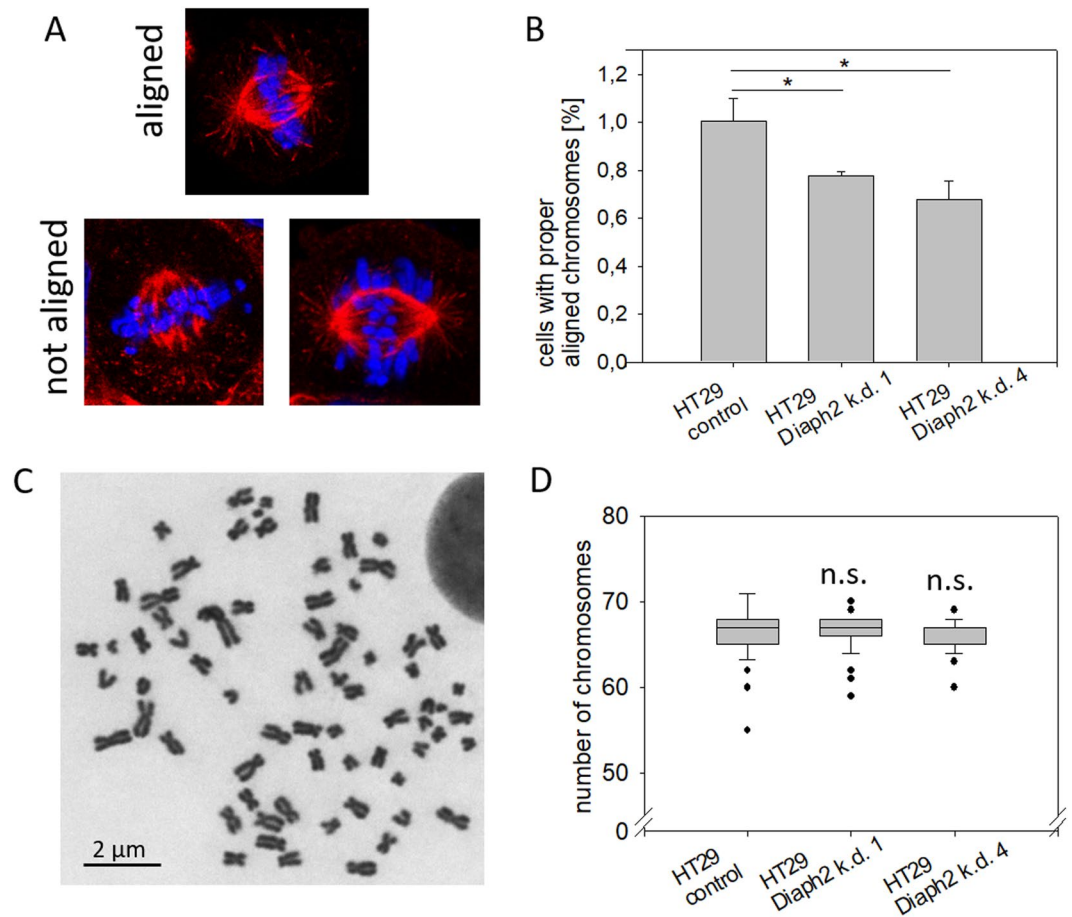 A
aligned
not aligned
B
cells with proper
aligned chromosomes [%]
1,2
1,0
0,8
0,6
0,4
0,2
0,0
*
*
HT29
control
HT29
Diaph2 k.d. 1
HT29
Diaph2 k.d. 4
C
2 µm
D
number of chromosomes
80
70
60
50
0
n.s.
n.s.
HT29
control
HT29
Diaph2 k.d. 1
HT29
Diaph2 k.d. 4